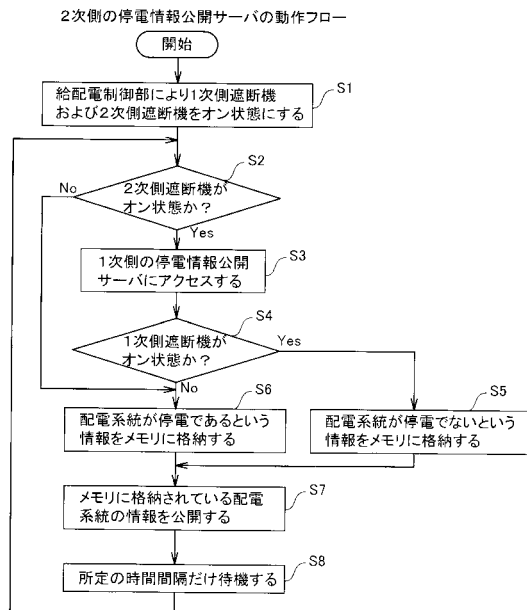 2次側の停電情報公開サーバの動作フロー
開始
S1
給配電制御部により1次側遮断機
および2次側遮断機をオン状態にする
S2
No
2次側遮断機が
オン状態か？
Yes
S3
1次側の停電情報公開
サーバにアクセスする
S4
1次側遮断機が
オン状態か？
Yes
No
S6
配電系統が停電であるという
情報をメモリに格納する
S5
配電系統が停電でないという
情報をメモリに格納する
S7
メモリに格納されている配電
系統の情報を公開する
S8
所定の時間間隔だけ待機する